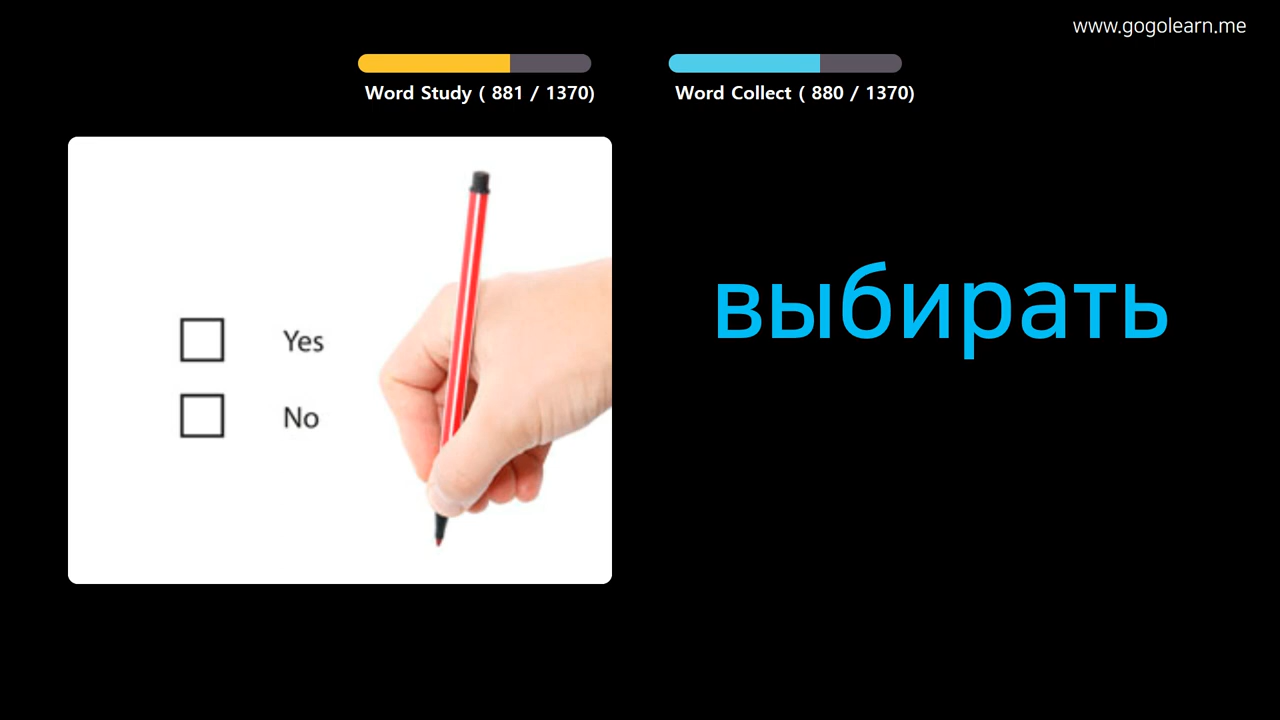 www.gogolearn.me
Word Study ( 881 / 1370)
Word Collect ( 880 / 1370)
Yes
No
выбирать